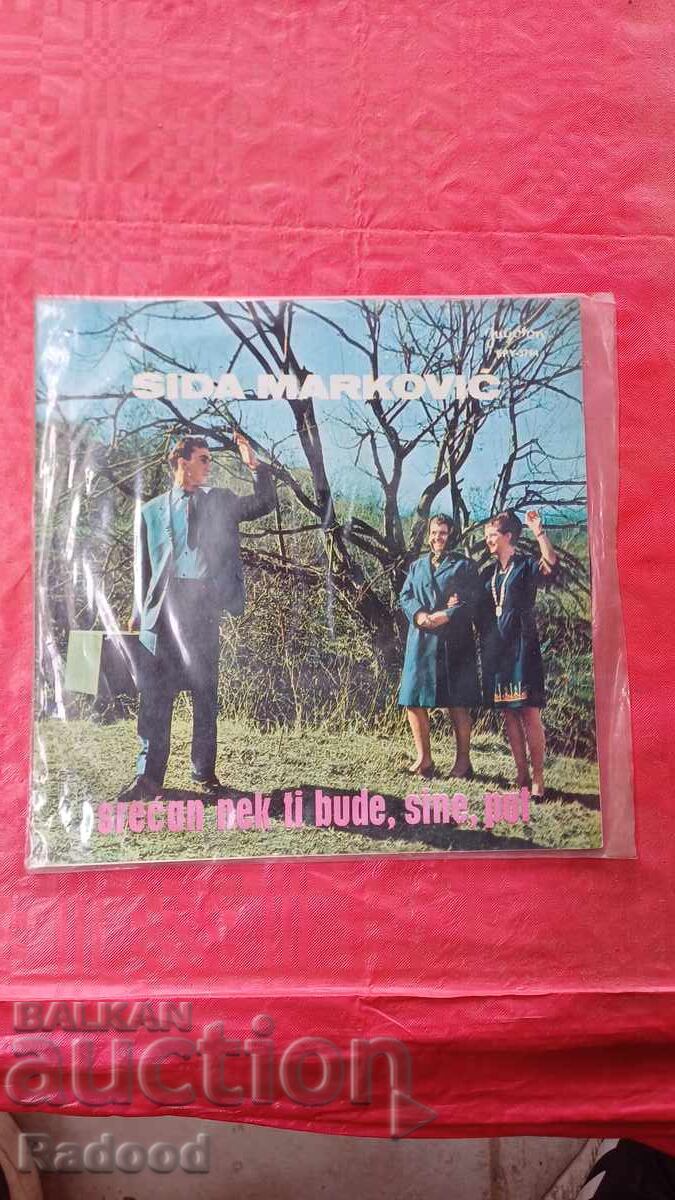 jugoton
SIDA MARKOVIĆ
srećan nek ti bude, sine, put
BALKAN
auction
Radood